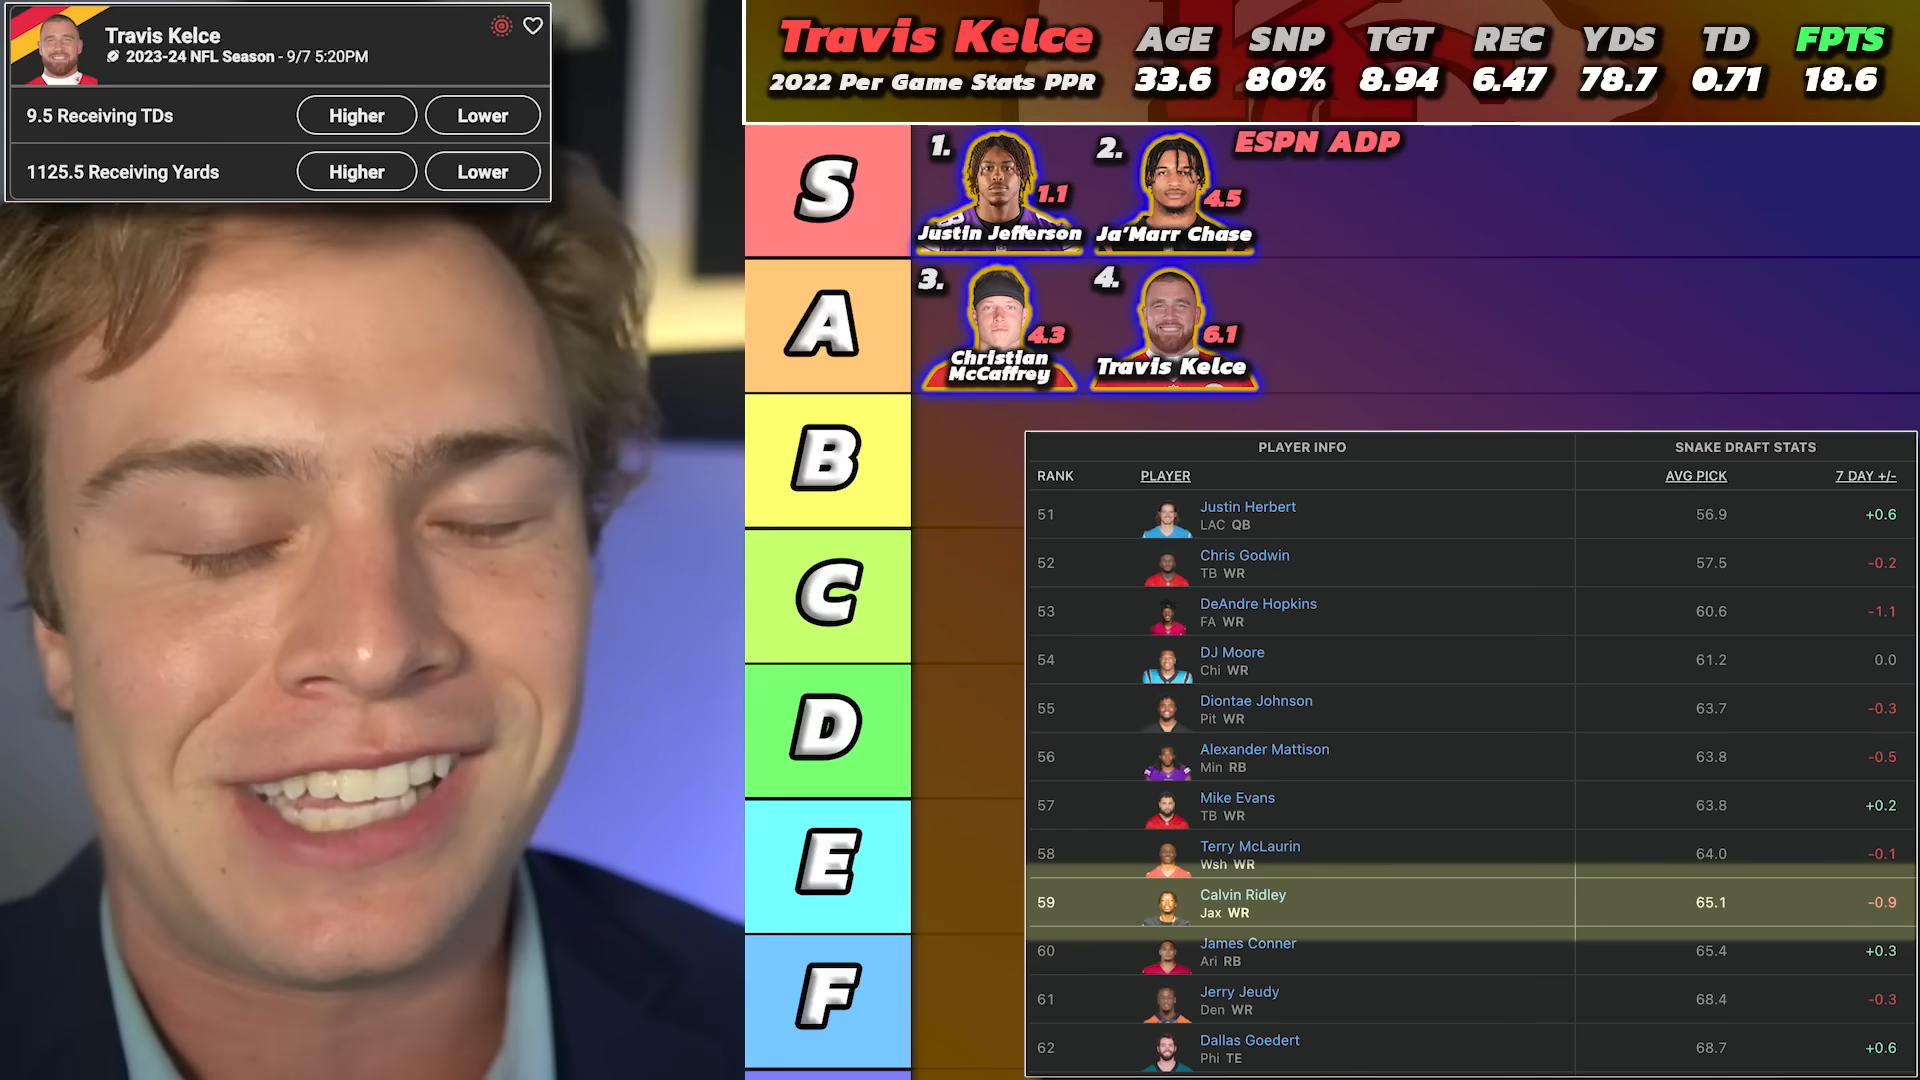 Travis Kelce
2023-24 NFL Season - 9/7 5:20PM
9.5 Receiving TDs Higher Lower
1125.5 Receiving Yards Higher Lower
Travis Kelce AGE SNP TGT REC YDS TD FPTS
2022 Per Game Stats PPR 33.6 80% 8.94 6.47 78.7 0.71 18.6
ESPN ADP
S
1. 1.1 Justin Jefferson
2. 4.5 Ja'Marr Chase
A
3. 4.3 Christian McCaffrey
4. 6.1 Travis Kelce
B
C
D
E
F
PLAYER INFO SNAKE DRAFT STATS
RANK PLAYER AVG PICK 7 DAY +/-
51 Justin Herbert 56.9 +0.6
LAC QB
52 Chris Godwin 57.5 -0.2
TB WR
53 DeAndre Hopkins 60.6 -1.1
FA WR
54 DJ Moore 61.2 0.0
Chi WR
55 Diontae Johnson 63.7 -0.3
Pit WR
56 Alexander Mattison 63.8 -0.5
Min RB
57 Mike Evans 63.8 +0.2
TB WR
58 Terry McLaurin 64.0 -0.1
Wsh WR
59 Calvin Ridley 65.1 -0.9
Jax WR
60 James Conner 65.4 +0.3
Ari RB
61 Jerry Jeudy 68.4 -0.3
Den WR
62 Dallas Goedert 68.7 +0.6
Phi TE